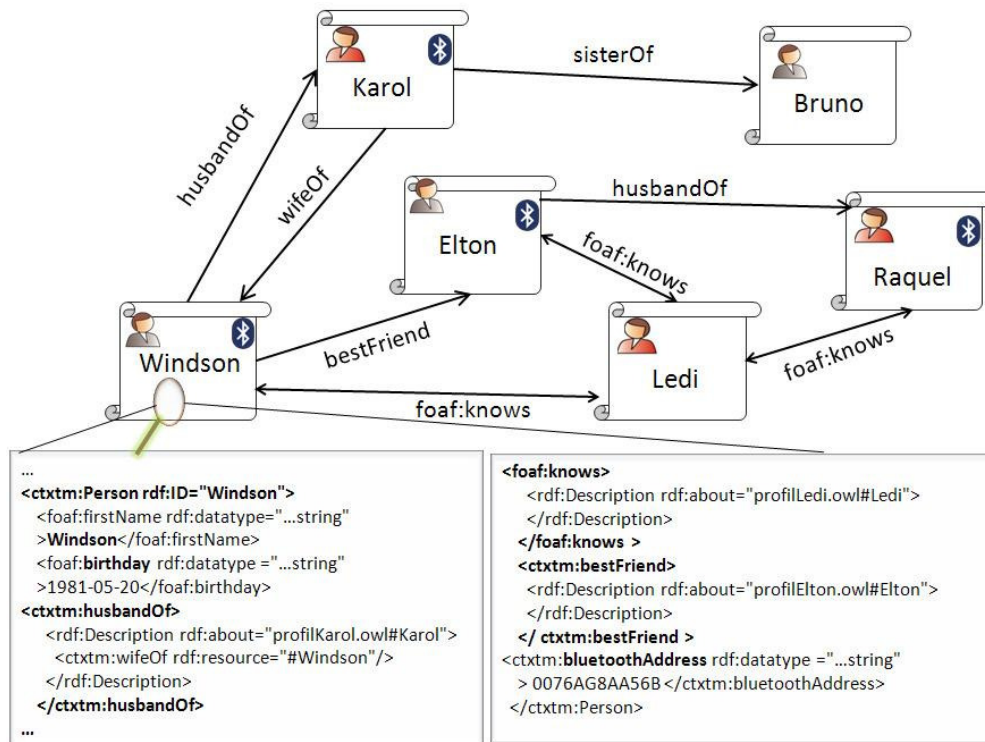 Karol
sisterOf
Bruno
husbandOf
wifeOf
Elton
husbandOf
Raquel
foaf:knows
Windson
bestFriend
Ledi
foaf:knows
foaf:knows
...
<ctxtm:Person rdf:ID="Windson">
<foaf:firstName rdf:datatype="...string"
>Windson</foaf:firstName>
<foaf:birthday rdf:datatype ="...string"
>1981-05-20</foaf:birthday>
<ctxtm:husbandOf>
<rdf:Description rdf:about="profilKarol.owl#Karol">
<ctxtm:wifeOf rdf:resource="#Windson"/>
</rdf:Description>
</ctxtm:husbandOf>
...
<foaf:knows>
<rdf:Description rdf:about="profilLedi.owl#Ledi">
</rdf:Description>
</foaf:knows >
<ctxtm:bestFriend>
<rdf:Description rdf:about="profilElton.owl#Elton">
</rdf:Description>
</ ctxtm:bestFriend >
<ctxtm:bluetoothAddress rdf:datatype ="...string"
> 0076AG8AA56B </ctxtm:bluetoothAddress>
</ctxtm:Person>